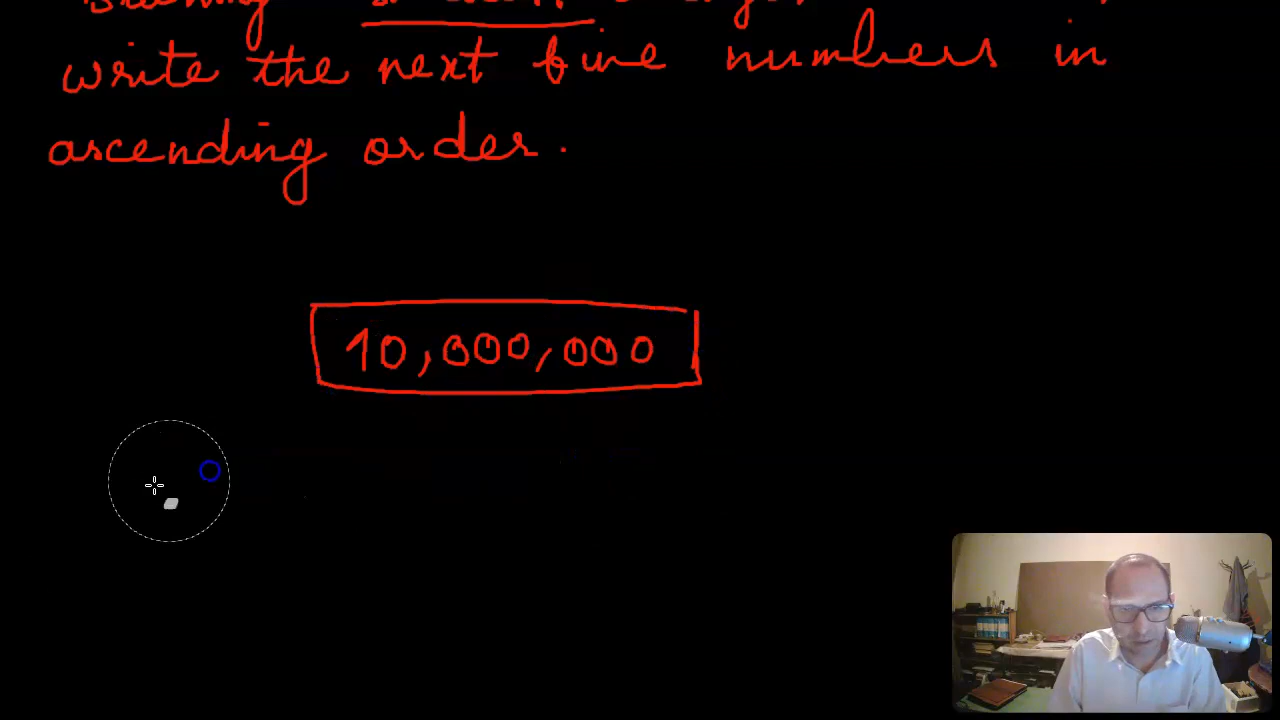 write the next five numbers in
ascending order.
10,000,000